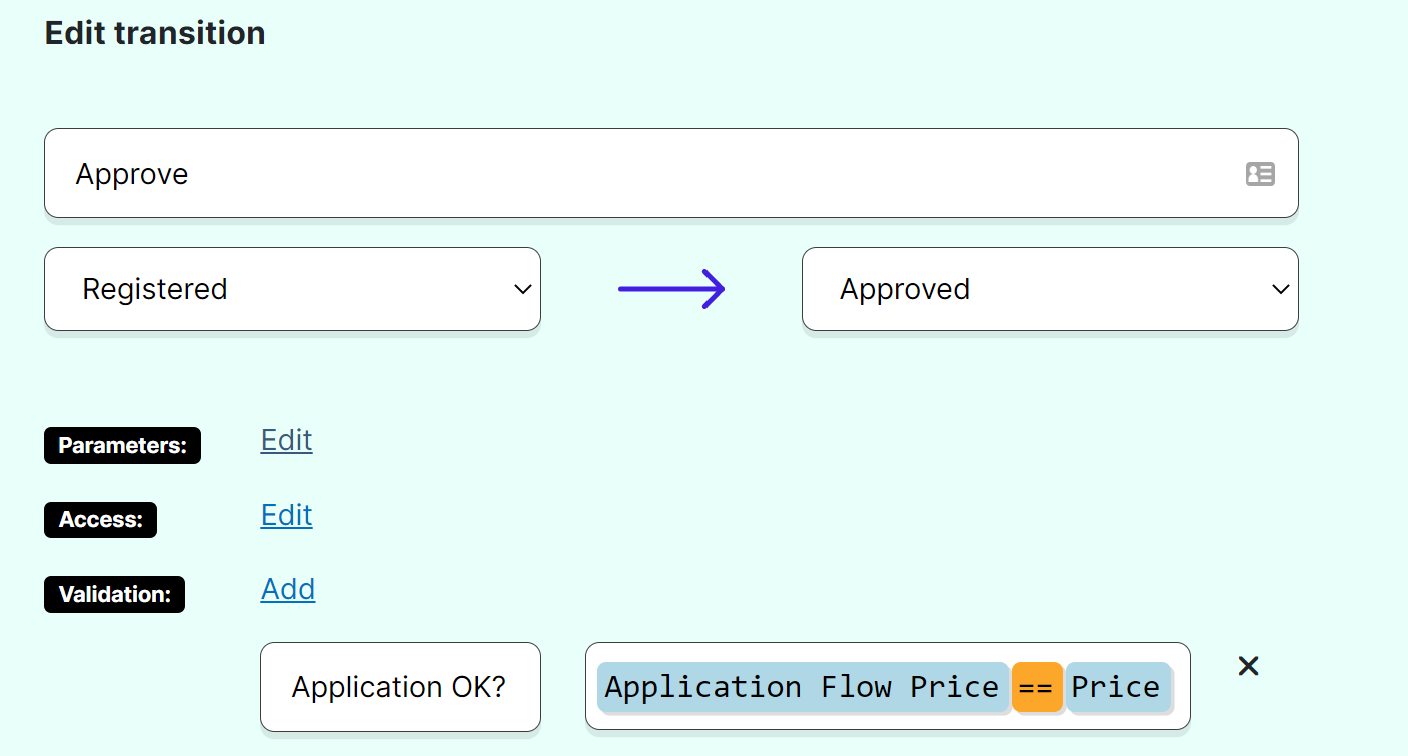 Edit transition
Approve
Registered
Approved
Parameters: Edit
Access: Edit
Validation: Add
Application OK? Application Flow Price == Price